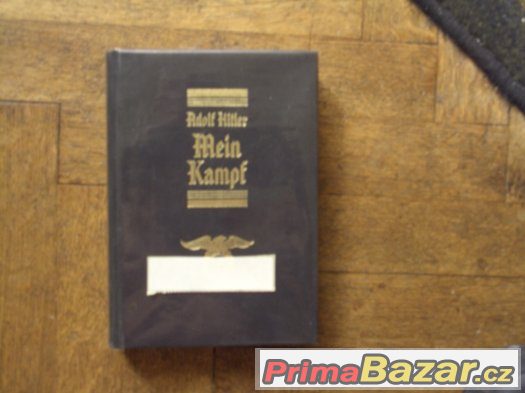 Adolf Hitler
Mein
Kampf
PrimaBazar.cz